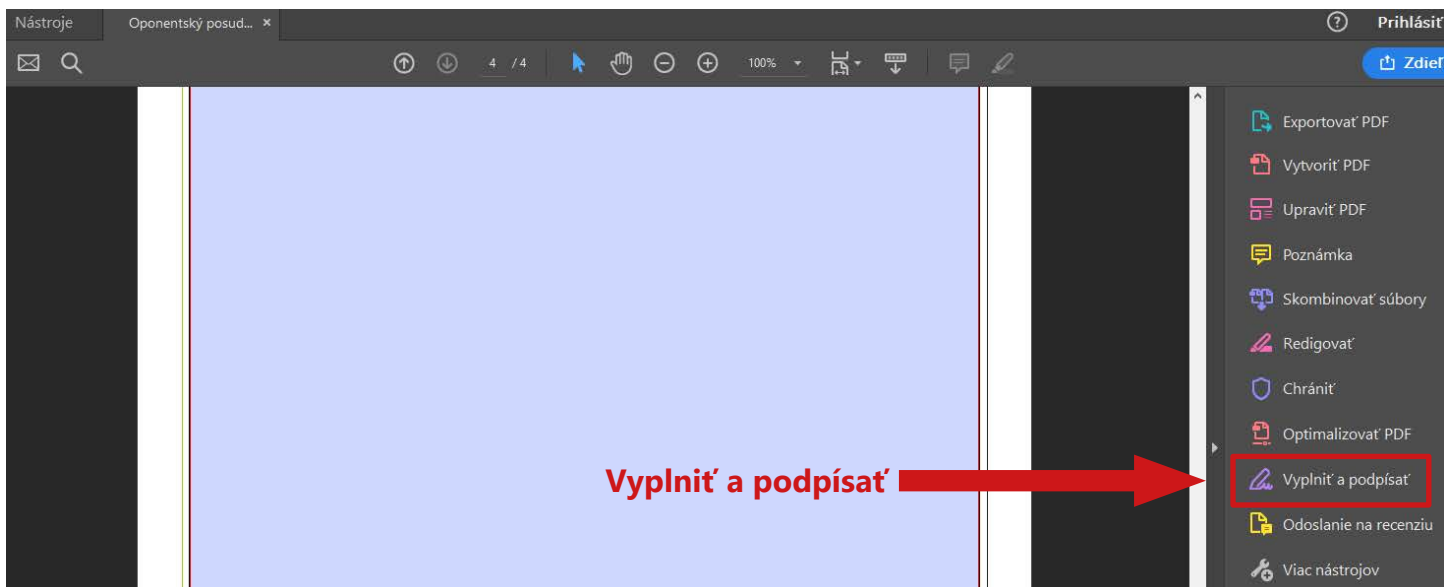 Nástroje
Oponentský posud... ×
Prihlásiť
4 / 4
100%
Zdieľ
Exportovať PDF
Vytvoriť PDF
Upraviť PDF
Poznámka
Skombinovať súbory
Redigovať
Chrániť
Optimalizovať PDF
Vyplniť a podpísať
Vyplniť a podpísať
Odoslanie na recenziu
Viac nástrojov